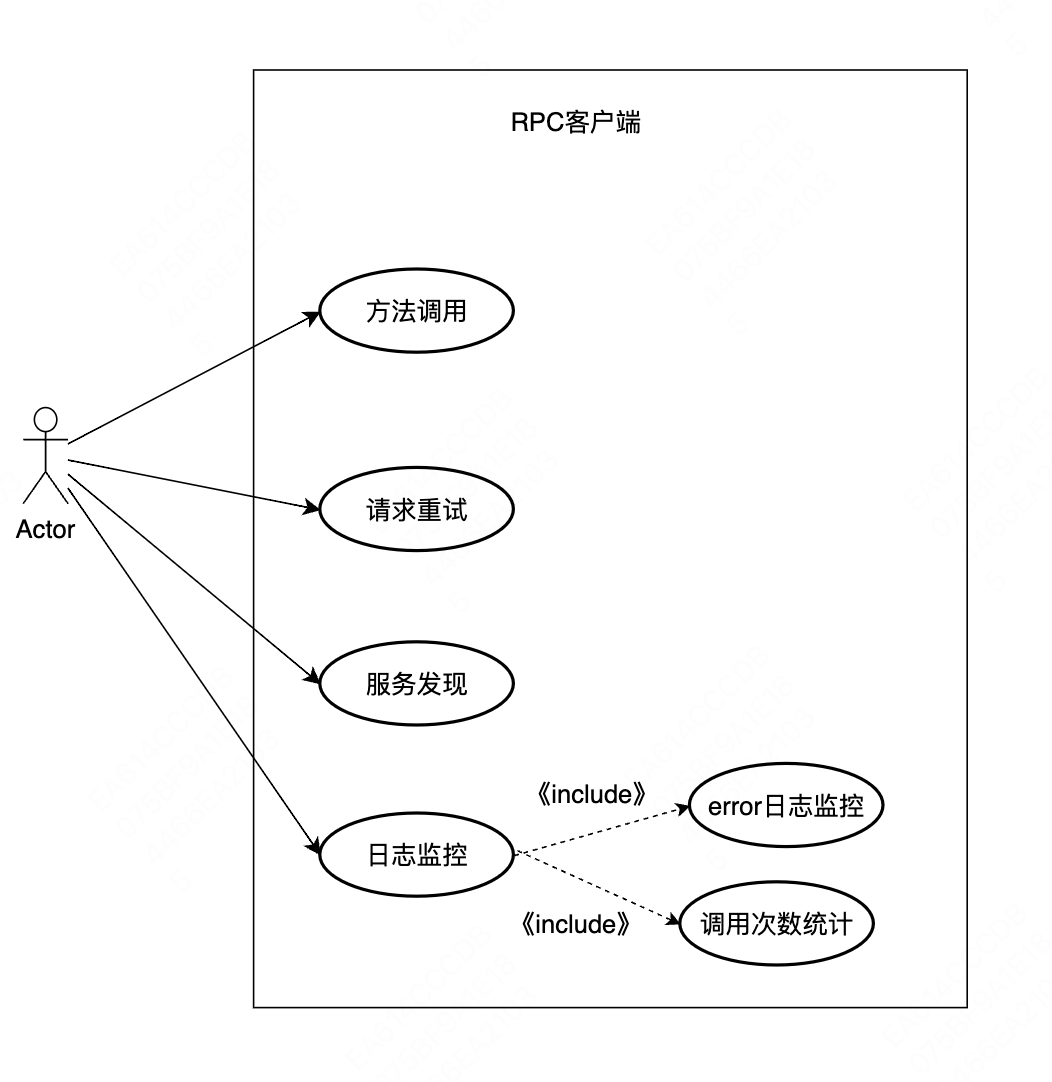 RPC客户端
方法调用
Actor
请求重试
服务发现
《include》
error日志监控
日志监控
《include》
调用次数统计